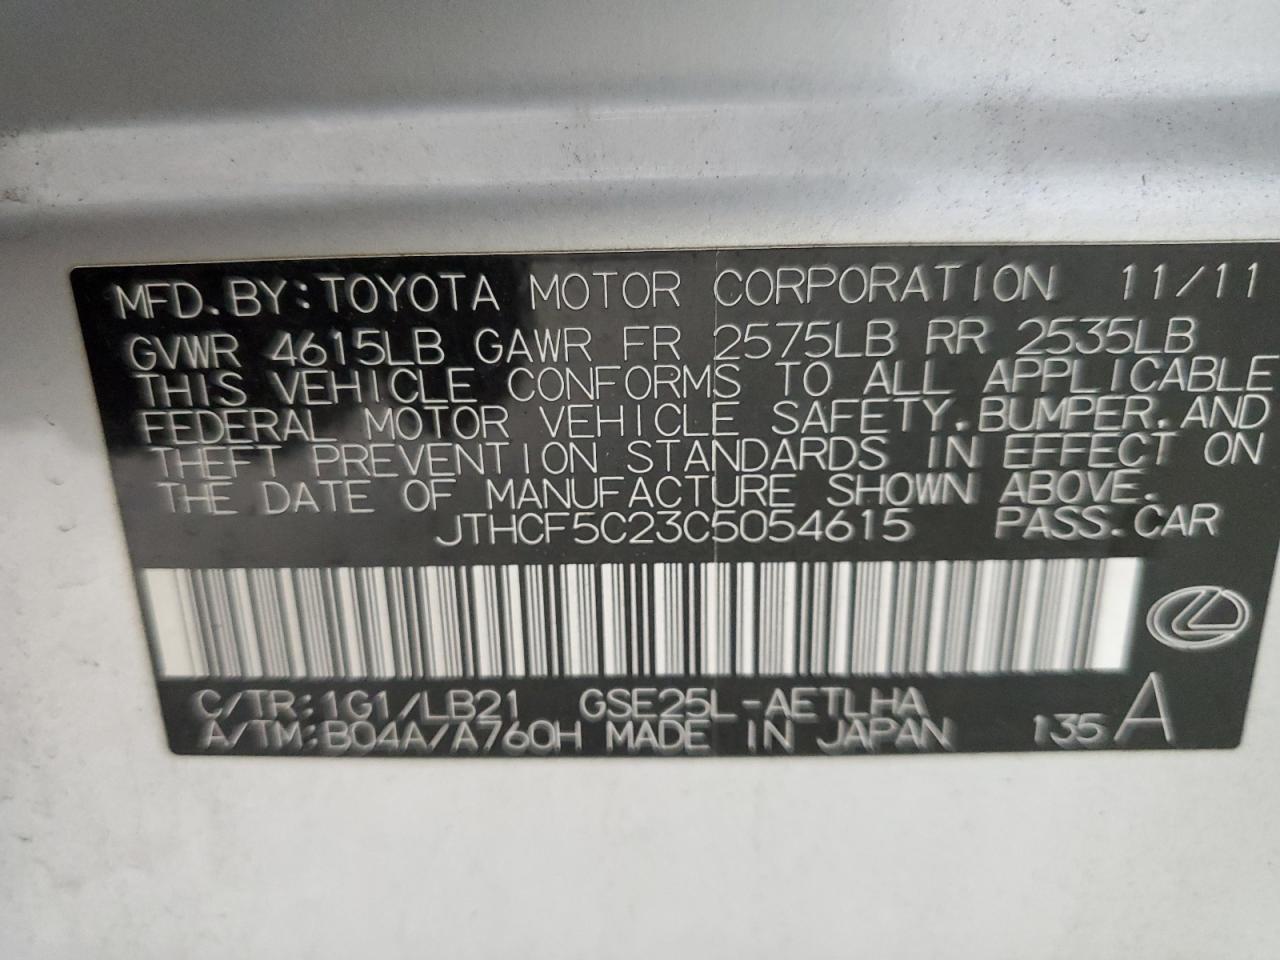 MFD. BY: TOYOTA MOTOR CORPORATION 11/11
GVWR 4615LB GAWR FR 2575LB RR 2535LB
THIS VEHICLE CONFORMS TO ALL APPLICABLE
FEDERAL MOTOR VEHICLE SAFETY, BUMPER, AND
THEFT PREVENTION STANDARDS IN EFFECT ON
THE DATE OF MANUFACTURE SHOWN ABOVE.
JTHCF5C23C5054615 PASS. CAR
C/TR: 1G1/LB21 GSE25L-AETLHA
A/TM: B04A/A760H MADE IN JAPAN 135 A